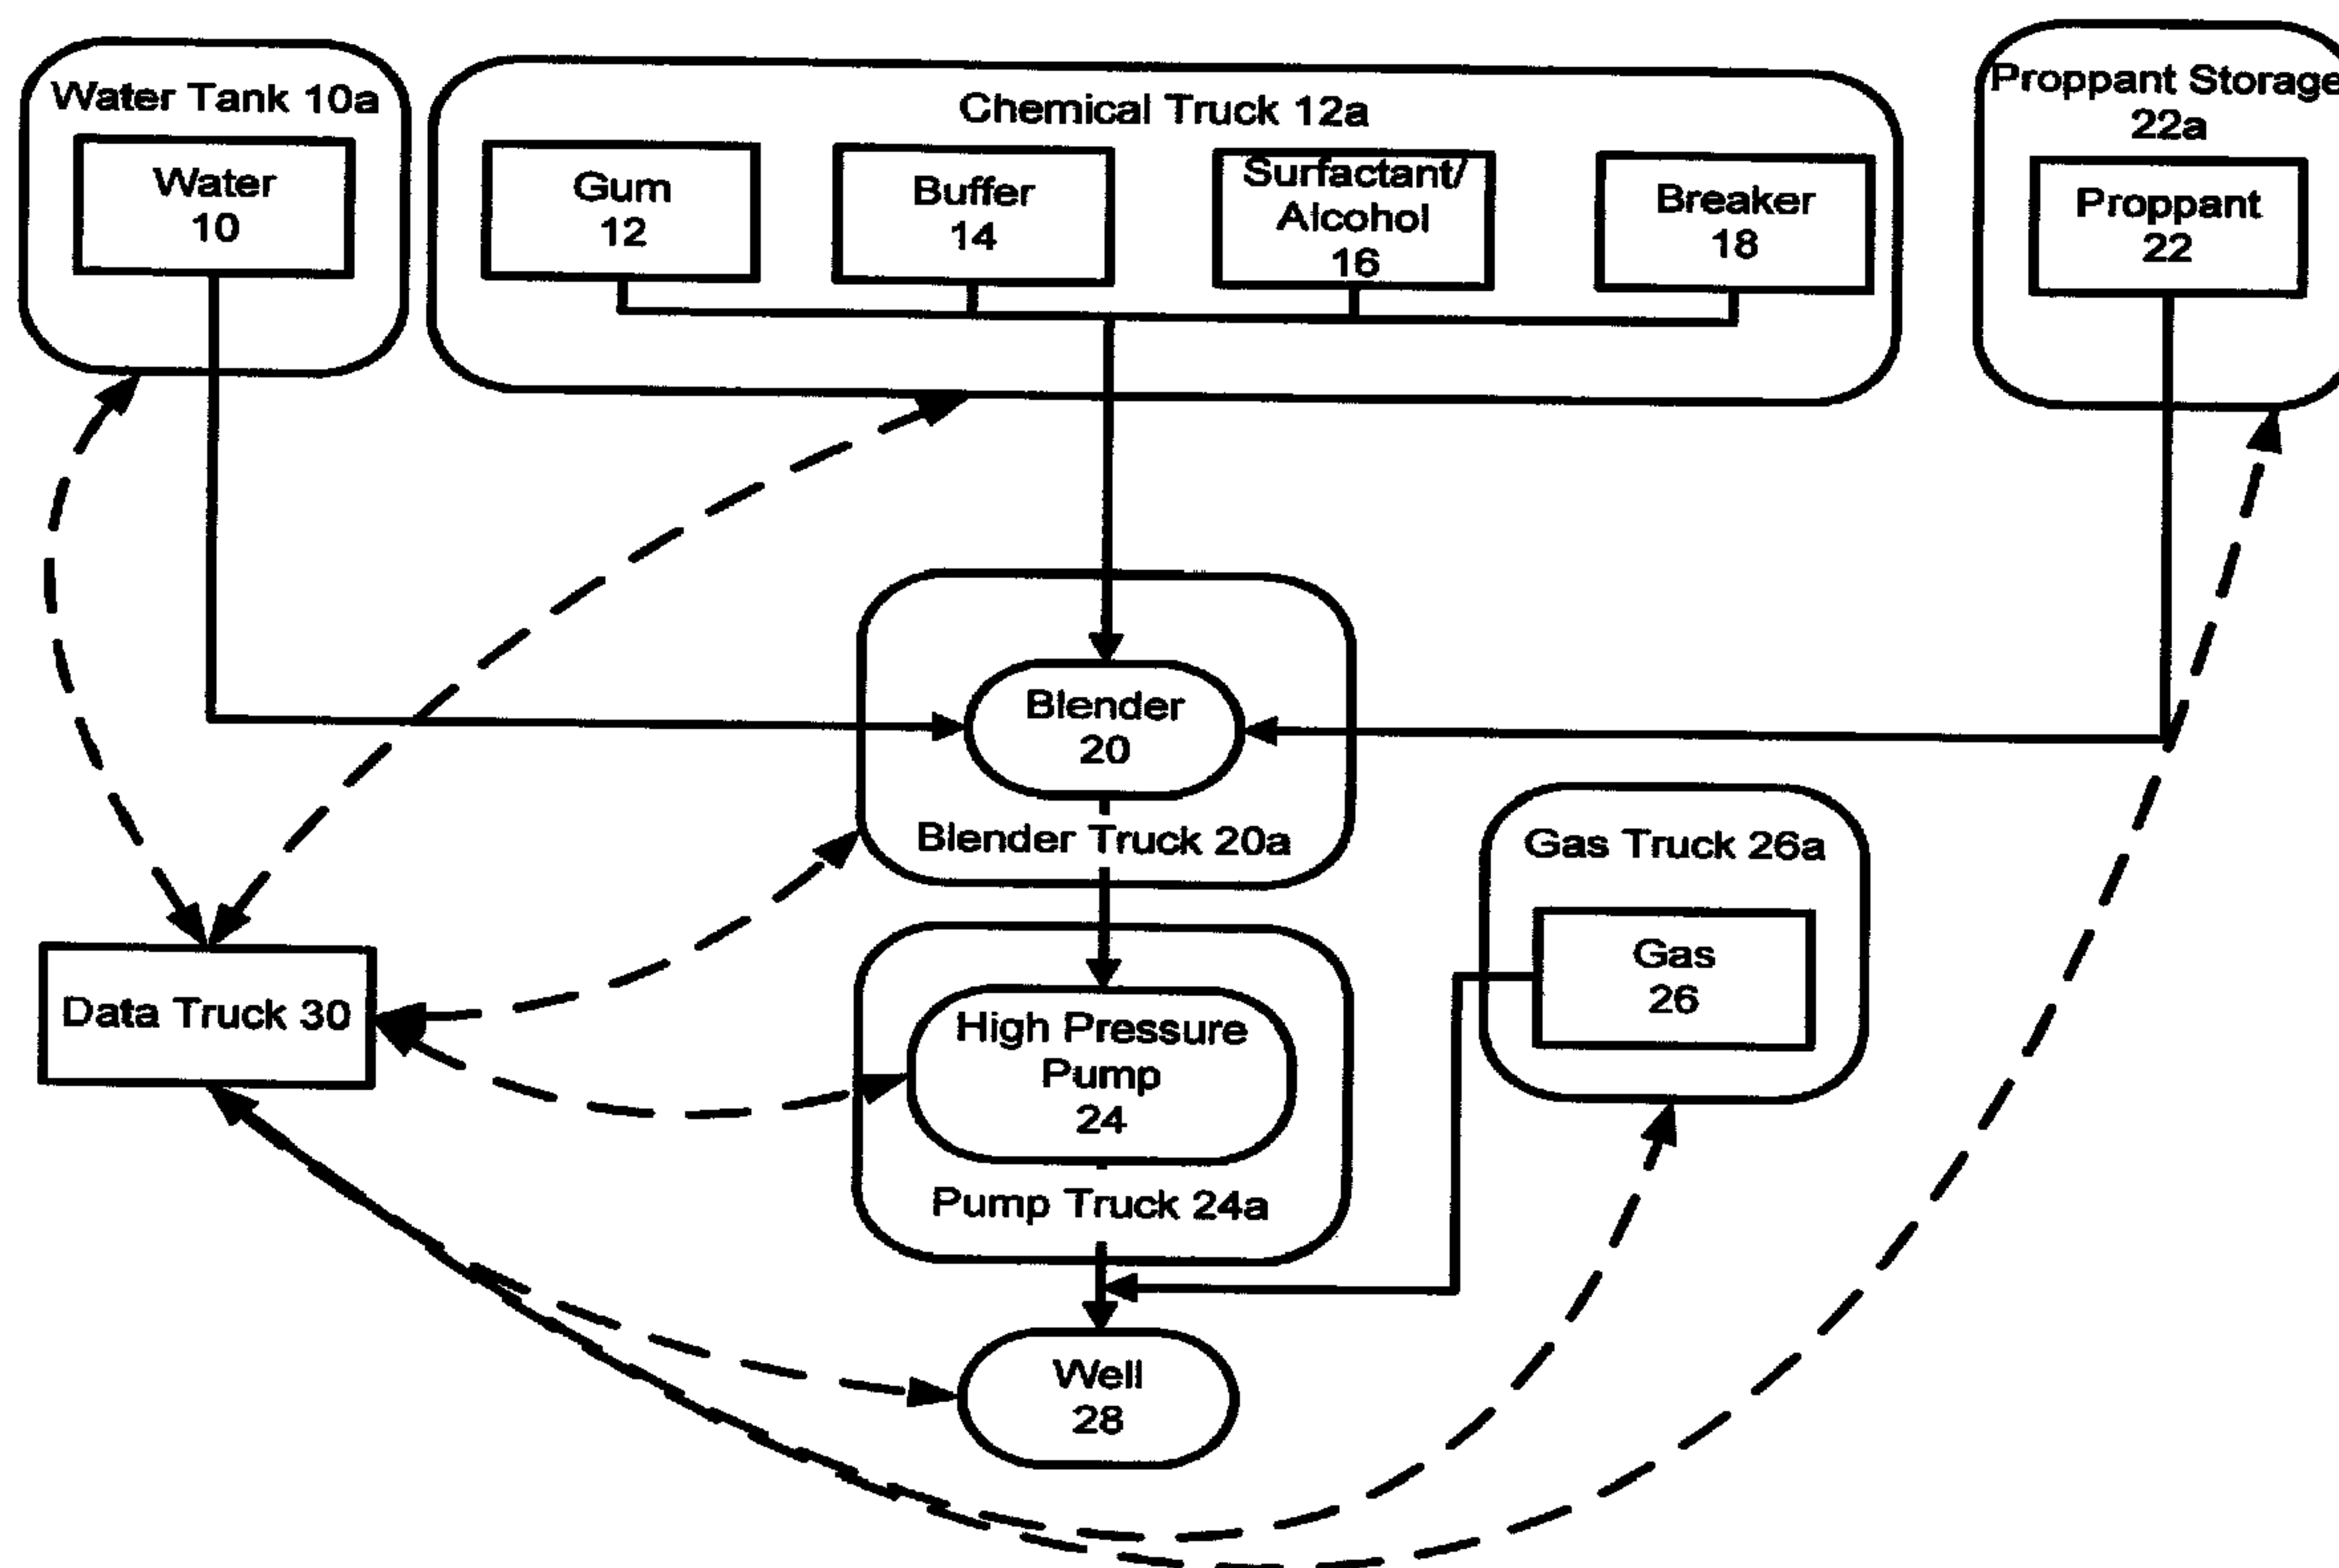 Water Tank 10a
Water
10
Chemical Truck 12a
Gum
12
Buffer
14
Surfactant/
Alcohol
16
Breaker
18
Proppant Storage
22a
Proppant
22
Blender
20
Blender Truck 20a
Gas Truck 26a
Gas
26
Data Truck 30
High Pressure
Pump
24
Pump Truck 24a
Well
28